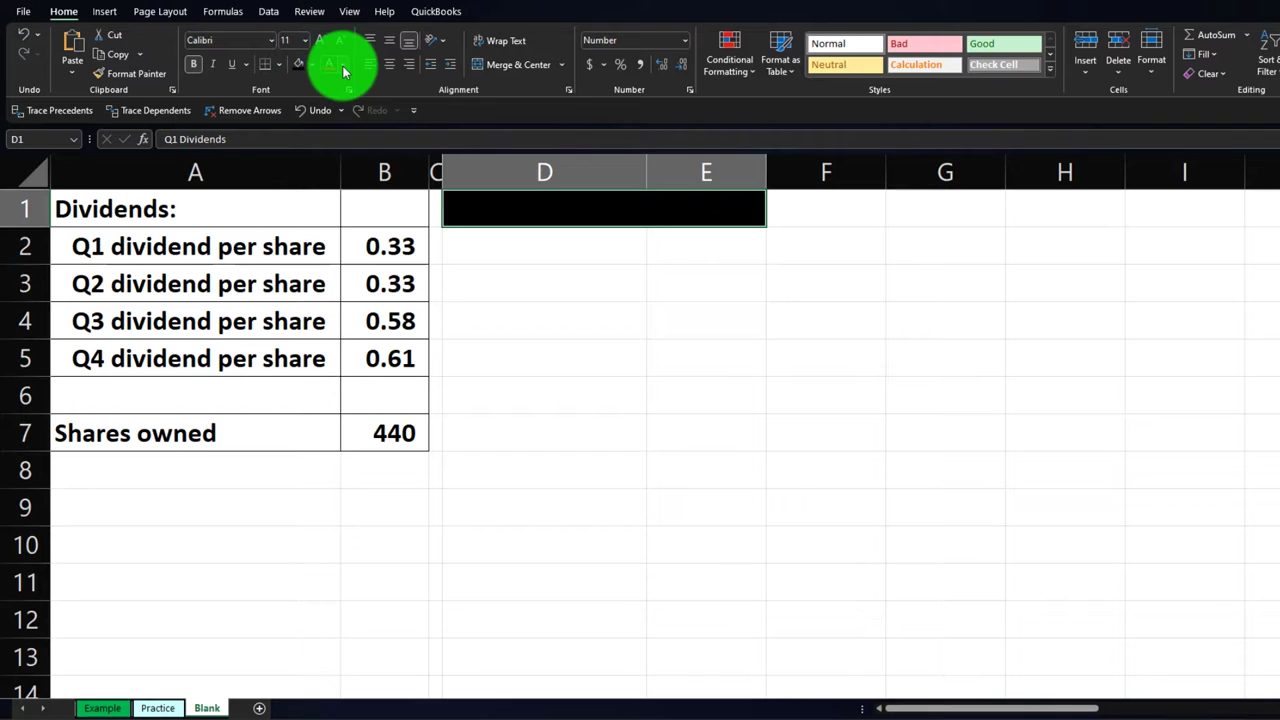 File Home Insert Page Layout Formulas Data Review View Help QuickBooks
Cut
Calibri 11
Wrap Text
Number
Normal Bad Good
AutoSum
Copy
Paste
Conditional Formatting
Format as Table
Insert Delete Format
Fill
Format Painter
B I U A
Merge & Center
$ % ,
Neutral Calculation Check Cell
Clear
Undo Clipboard Font Alignment Number Styles Cells Editing
Trace Precedents Trace Dependents Remove Arrows Undo Redo
D1 fx Q1 Dividends
A B C D E F G H I
1 Dividends:
2 Q1 dividend per share 0.33
3 Q2 dividend per share 0.33
4 Q3 dividend per share 0.58
5 Q4 dividend per share 0.61
6
7 Shares owned 440
8
9
10
11
12
13
14
Example Practice Blank